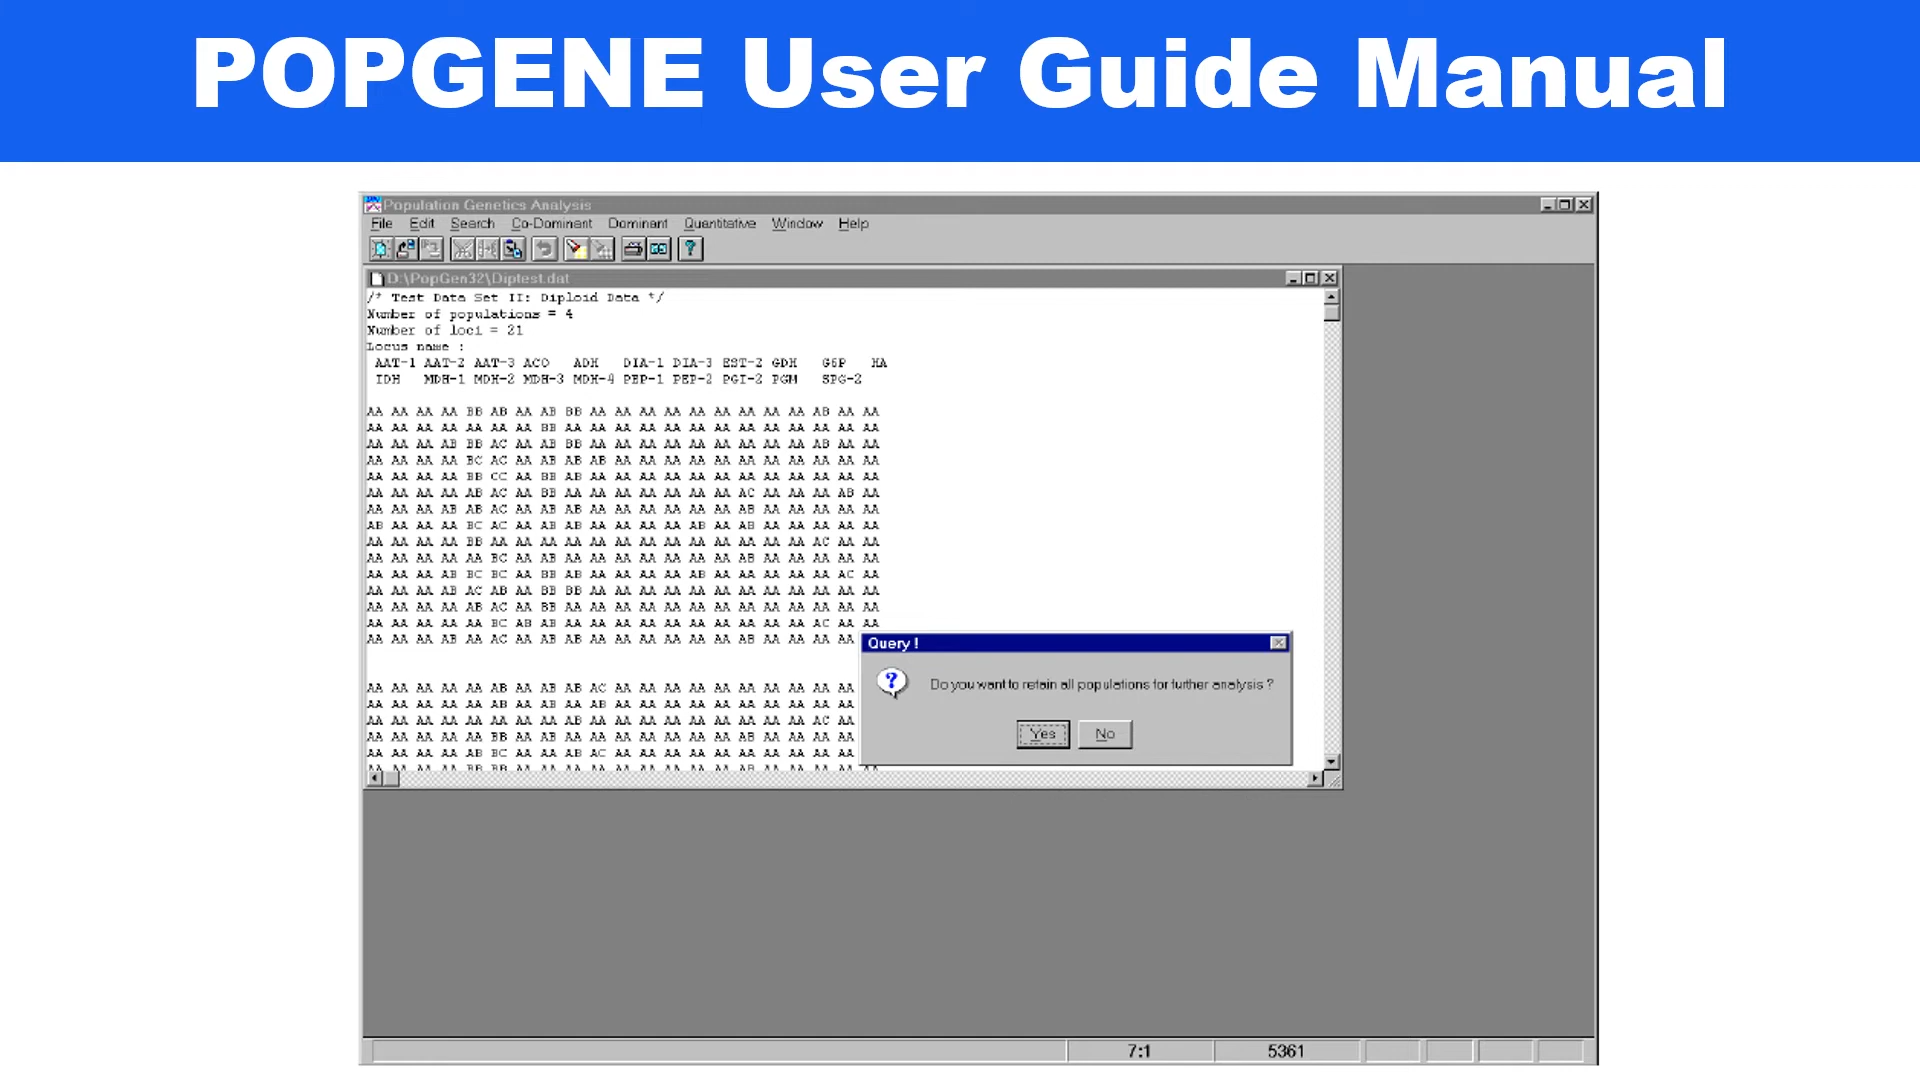 POPGENE User Guide Manual
Population Genetics Analysis
File Edit Search Co-Dominant Dominant Quantitative Window Help
D:\PopGen32\Diptest.dat
/* Test Data Set II: Diploid Data */
Number of populations = 4
Number of loci = 21
Locus name :
AAT-1 AAT-2 AAT-3 ACO ADH DIA-1 DIA-3 EST-2 GDH G6P HA
IDH MDH-1 MDH-2 MDH-3 MDH-4 PEP-1 PEP-2 PGI-2 PGM SPG-2
AA AA AA AA BB AB AA AB BB AA AA AA AA AA AA AA AA AA AB AA AA
AA AA AA AA AA AA AA BB AA AA AA AA AA AA AA AA AA AA AA AA AA
AA AA AA AB BB AC AA AB BB AA AA AA AA AA AA AA AA AA AB AA AA
AA AA AA AA BC AC AA AB AB AB AA AA AA AA AA AA AA AA AA AA AA
AA AA AA AA BB CC AA BB AB AA AA AA AA AA AA AA AA AA AA AA AA
AA AA AA AA AB AC AA BB AA AA AA AA AA AA AA AC AA AA AA AB AA
AA AA AA AB AB AC AA AA AA AA AA AA AA AA AA AB AA AA AA AA AA
AB AA AA AA BC AC AA AB AB AA AA AA AA AB AA AB AA AA AA AA AA
AA AA AA AA BB AA AA AA AA AA AA AA AA AA AA AA AA AA AC AA AA
AA AA AA AA AA BC AA AB AA AA AA AA AA AA AA AB AA AA AA AA AA
AA AA AA AB BC BC AA BB AB AA AA AA AA AB AA AA AA AA AA AC AA
AA AA AA AB AC AB AA BB BB AA AA AA AA AA AA AA AA AA AA AA AA
AA AA AA AA AB AC AA BB AA AA AA AA AA AA AA AA AA AA AA AA AA
AA AA AA AA AA BC AB AB AA AA AA AA AA AA AA AA AA AA AC AA AA
AA AA AA AB AA AC AA AB AB AA AA AA AA AA AA AB AA AA AA AA
AA AA AA AA AA AB AA AB AB AC AA AA AA AA AA AA AA AA AA AA
AA AA AA AA AA AB AA AB AA AB AA AA AA AA AA AA AA AA AA AA
AA AA AA AA AA AA AA AA AB AA AA AA AA AA AA AA AA AA AC AA
AA AA AA AA AA BB AA AB AA AA AA AA AA AA AA AB AA AA AA AA
AA AA AA AA AB BC AA AA AB AC AA AA AA AA AA AA AA AA AA AA
Query !
Do you want to retain all populations for further analysis ?
Yes No
7:1 5361